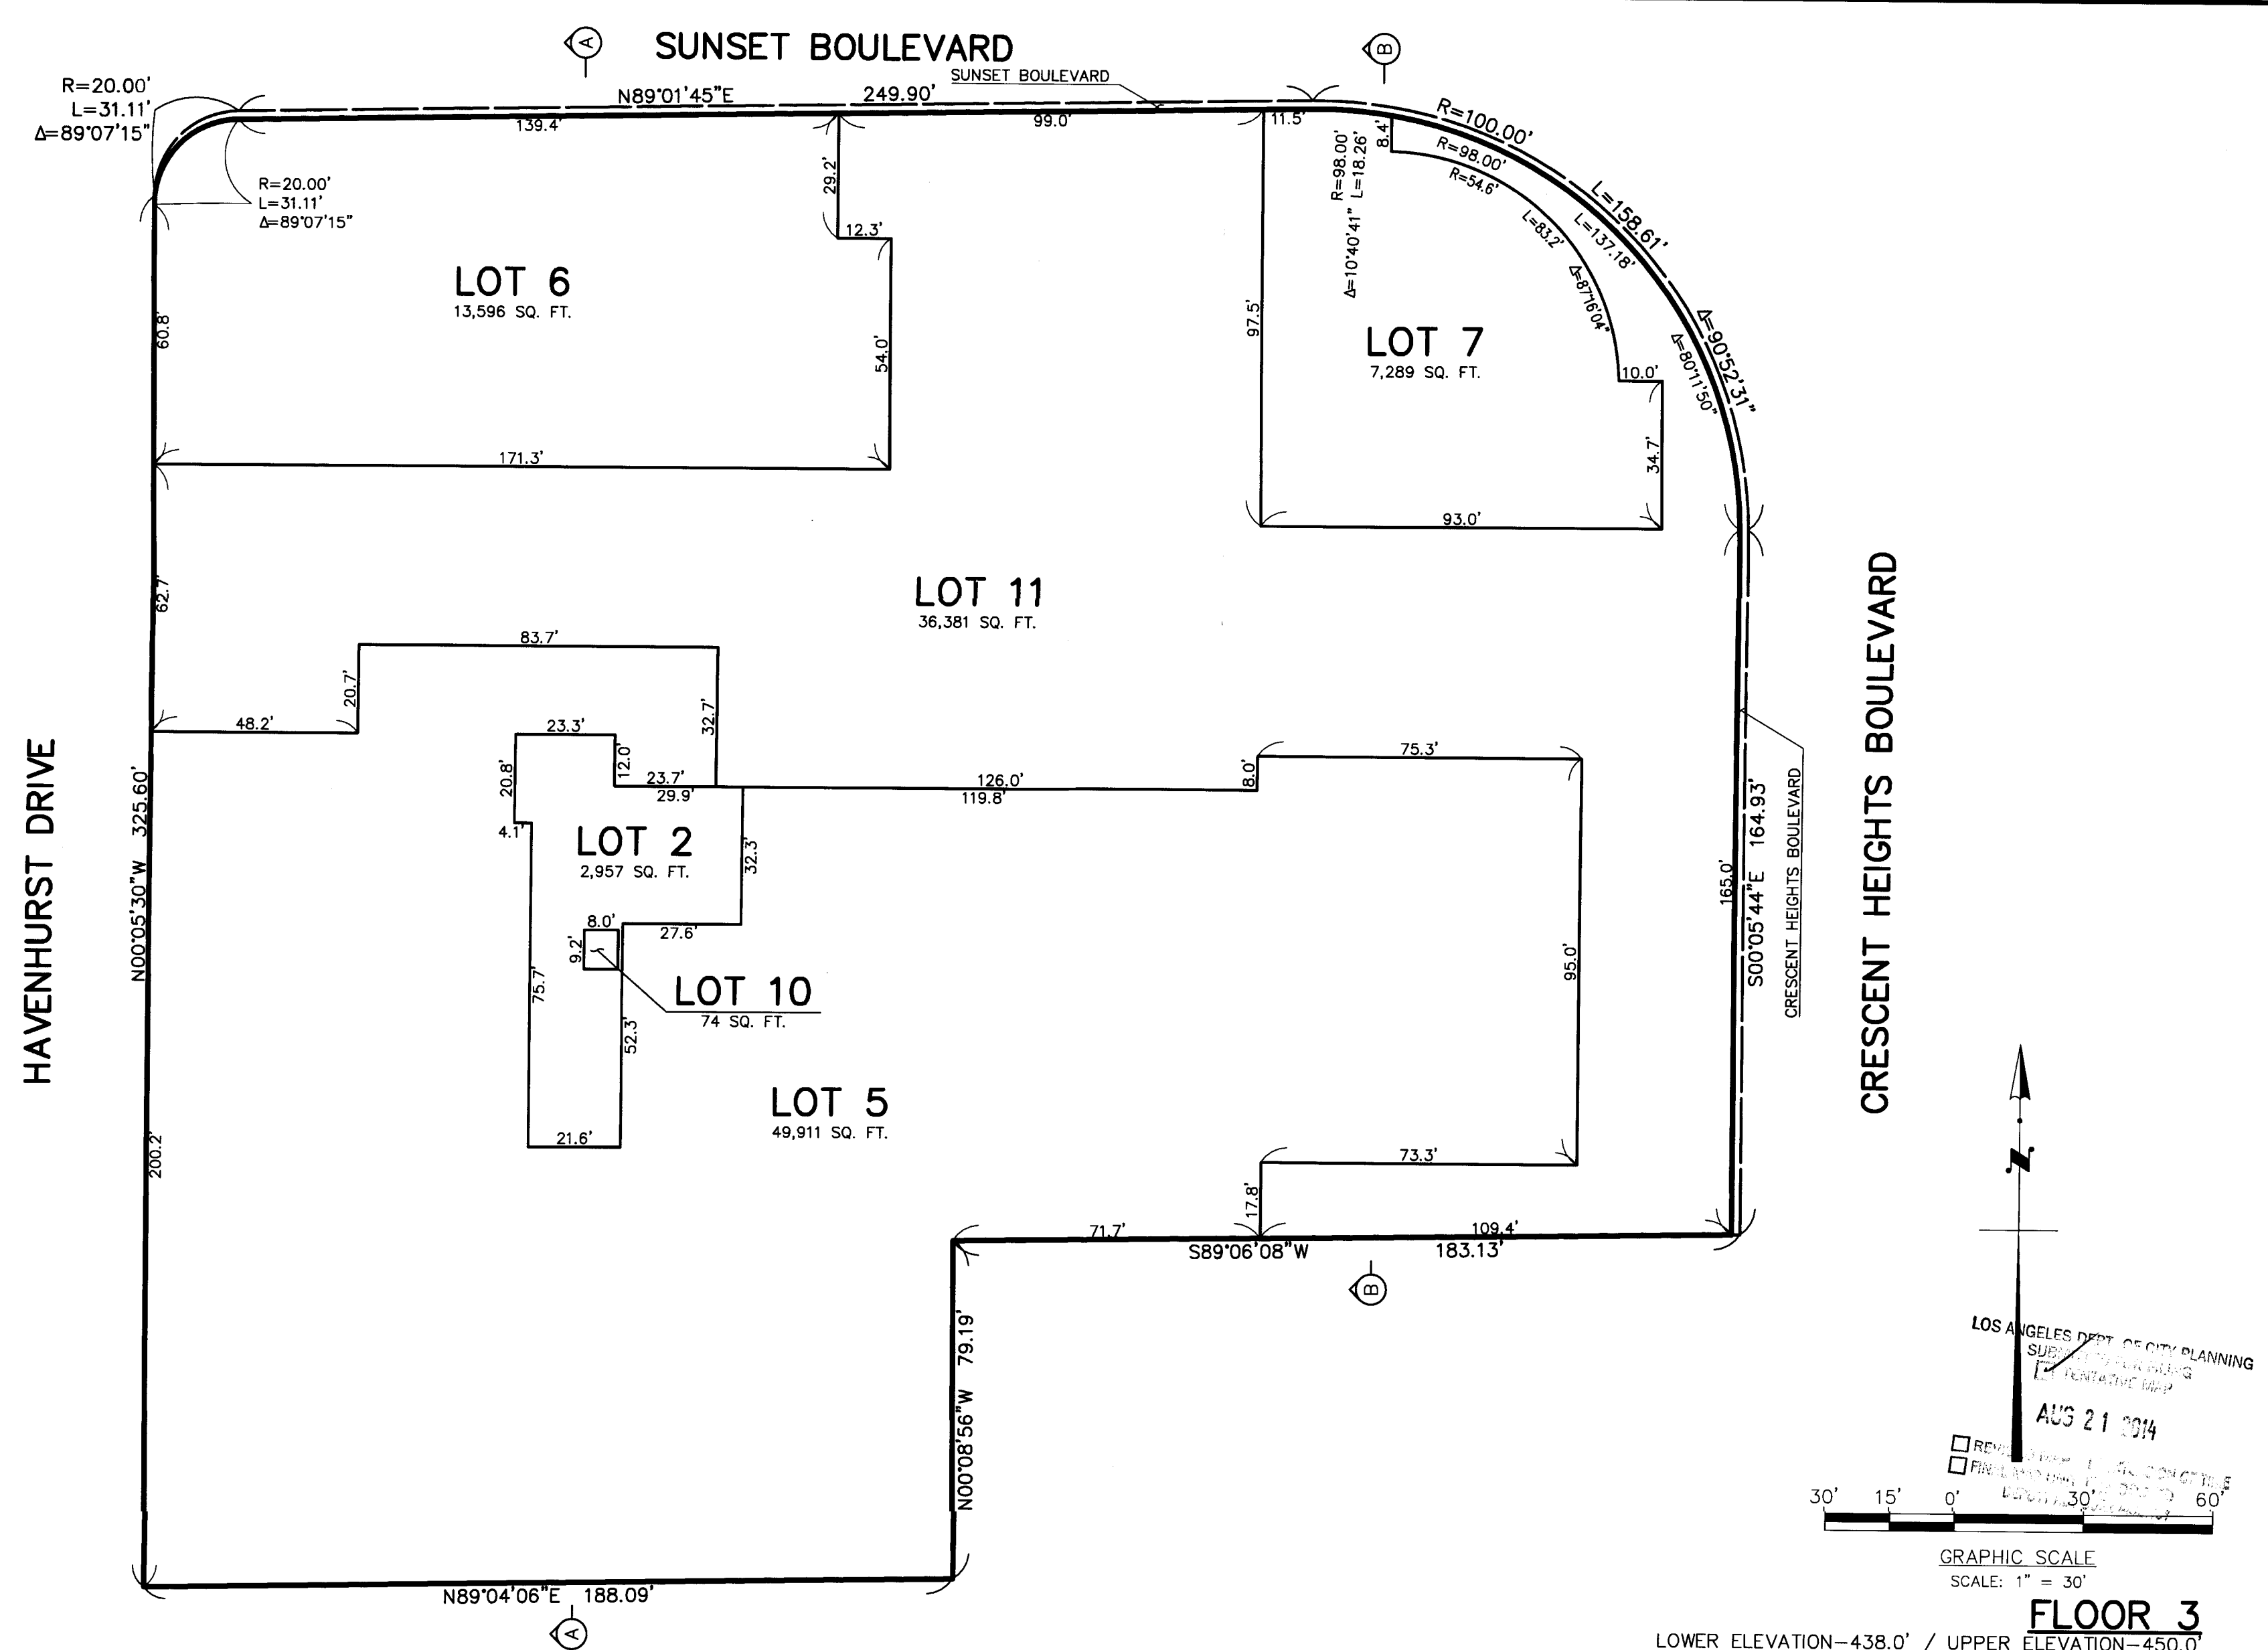 A
SUNSET BOULEVARD
B
SUNSET BOULEVARD
R=20.00'
L=31.11'
Δ=89°07'15"
N89°01'45"E 249.90'
139.4'
99.0'
11.5'
R=100.00'
L=158.61'
Δ=90°52'31"
R=98.00'
L=137.18'
Δ=80°11'50"
8.4'
R=98.00' L=18.26'
Δ=10°40'41"
R=54.6'
L=83.2'
Δ=87°16'04"
R=20.00'
L=31.11'
Δ=89°07'15"
29.2'
12.3'
LOT 6
13,596 SQ. FT.
60.8'
54.0'
97.5'
LOT 7
7,289 SQ. FT.
10.0'
34.7'
171.3'
93.0'
62.7'
LOT 11
36,381 SQ. FT.
83.7'
20.7'
48.2'
32.7'
23.3'
12.0'
20.8'
23.7'
29.9'
126.0'
119.8'
8.0'
75.3'
4.1'
LOT 2
2,957 SQ. FT.
32.3'
8.0'
9.2'
27.6'
75.7'
LOT 10
74 SQ. FT.
52.3'
95.0'
LOT 5
49,911 SQ. FT.
21.6'
73.3'
17.8'
HAVENHURST DRIVE
N00°05'30"W 325.60'
200.2'
165.0'
S00°05'44"E 164.93'
CRESCENT HEIGHTS BOULEVARD
CRESCENT HEIGHTS BOULEVARD
71.7'
109.4'
S89°06'08"W 183.13'
B
N00°08'56"W 79.19'
N89°04'06"E 188.09'
A
N
LOS ANGELES DEPT. OF CITY PLANNING
TENTATIVE MAP
AUG 21 2014
30' 15' 0' 30' 60'
GRAPHIC SCALE
SCALE: 1" = 30'
FLOOR 3
LOWER ELEVATION-438.0' / UPPER ELEVATION-450.0'